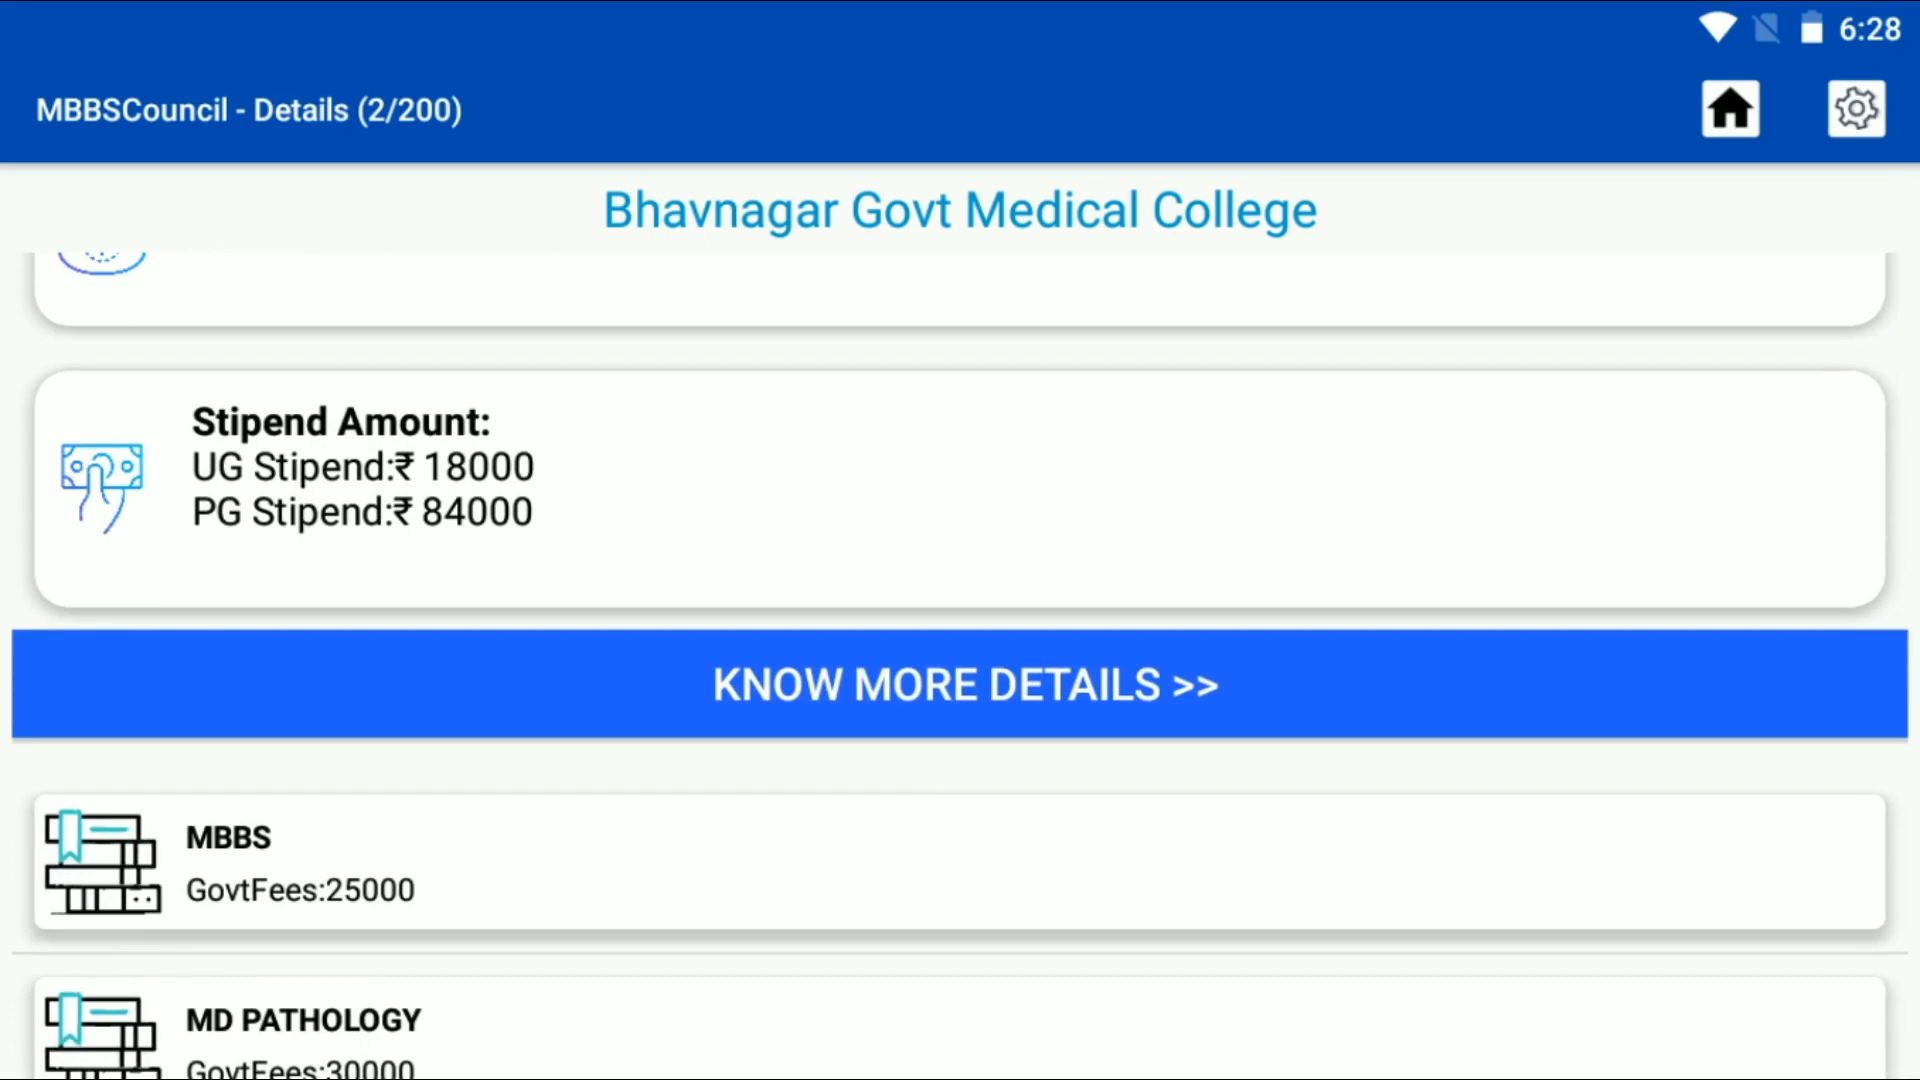 6:28
MBBSCouncil - Details (2/200)
Bhavnagar Govt Medical College
Stipend Amount:
UG Stipend:₹ 18000
PG Stipend:₹ 84000
KNOW MORE DETAILS >>
MBBS
GovtFees:25000
MD PATHOLOGY
GovtFees:30000